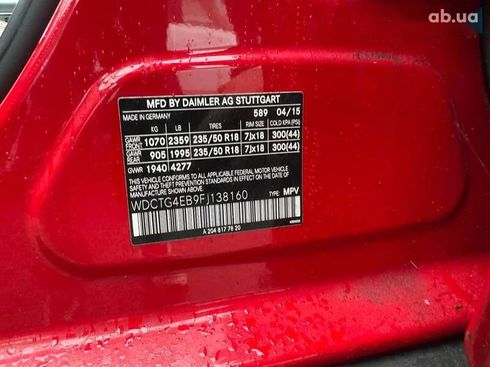 ab.ua
MFD BY DAIMLER AG STUTTGART
MADE IN GERMANY 589 04/15
KG LB TIRES RIM SIZE COLD KPA (PSI)
GAWR FRONT 1070 2359 235/50 R18 7Jx18 300(44)
GAWR REAR 905 1995 235/50 R18 7Jx18 300(44)
GVWR 1940 4277
THIS VEHICLE CONFORMS TO ALL APPLICABLE FEDERAL MOTOR VEHICLE
SAFETY, BUMPER, AND THEFT PREVENTION STANDARDS IN EFFECT ON THE DATE OF
MANUFACTURE SHOWN ABOVE.
WDCTG4EB9FJ138160 TYPE: MPV
A 204 817 78 20